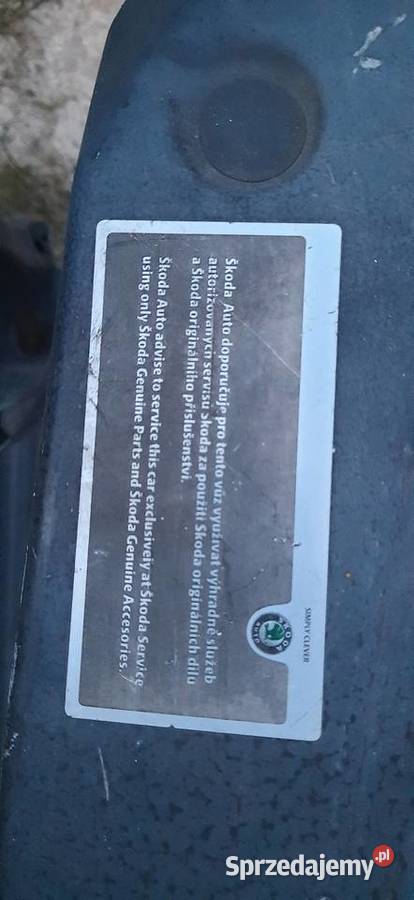 SIMPLY CLEVER
SKODA
AUTO
Škoda Auto doporučuje pro tento vůz využívat výhradně služeb
autorizovaných servisů Škoda za použití Škoda originálních dílů
a Škoda originálního příslušenství.
Škoda Auto advise to service this car exclusively at Škoda Service
using only Škoda Genuine Parts and Škoda Genuine Accesories.
Sprzedajemy.pl